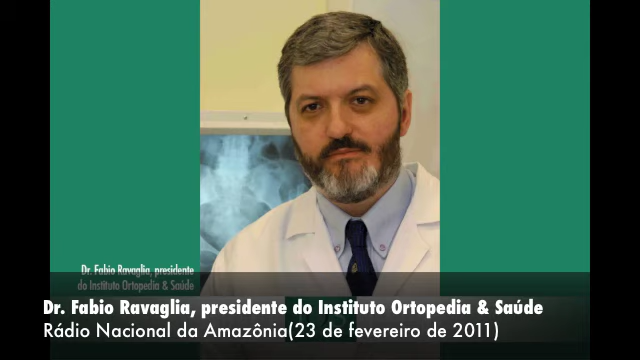 Dr. Fabio Ravaglia, presidente
do Instituto Ortopedia & Saúde
Dr. Fabio Ravaglia, presidente do Instituto Ortopedia & Saúde
Rádio Nacional da Amazônia(23 de fevereiro de 2011)